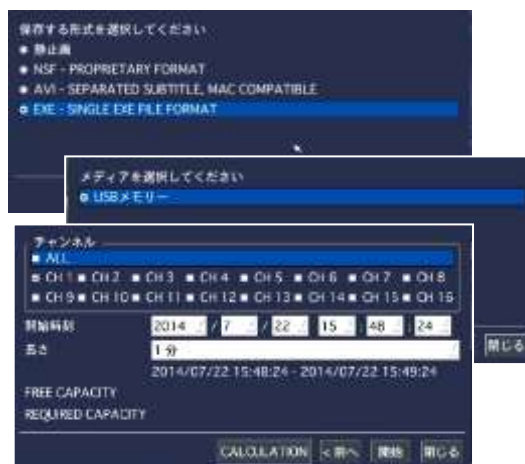 保存する形式を選択してください
静止画
NSF - PROPRIETARY FORMAT
AVI - SEPARATED SUBTITLE, MAC COMPATIBLE
EXE - SINGLE EXE FILE FORMAT
メディアを選択してください
USBメモリー
閉じる
チャンネル
ALL
CH 1 CH 2 CH 3 CH 4 CH 5 CH 6 CH 7 CH 8
CH 9 CH 10 CH 11 CH 12 CH 13 CH 14 CH 15 CH 16
開始時刻 2014 / 7 / 22 15 : 48 : 24
長さ 1 分
2014/07/22 15:48:24 - 2014/07/22 15:49:24
FREE CAPACITY
REQUIRED CAPACITY
CALCULATION < 前へ 開始 閉じる